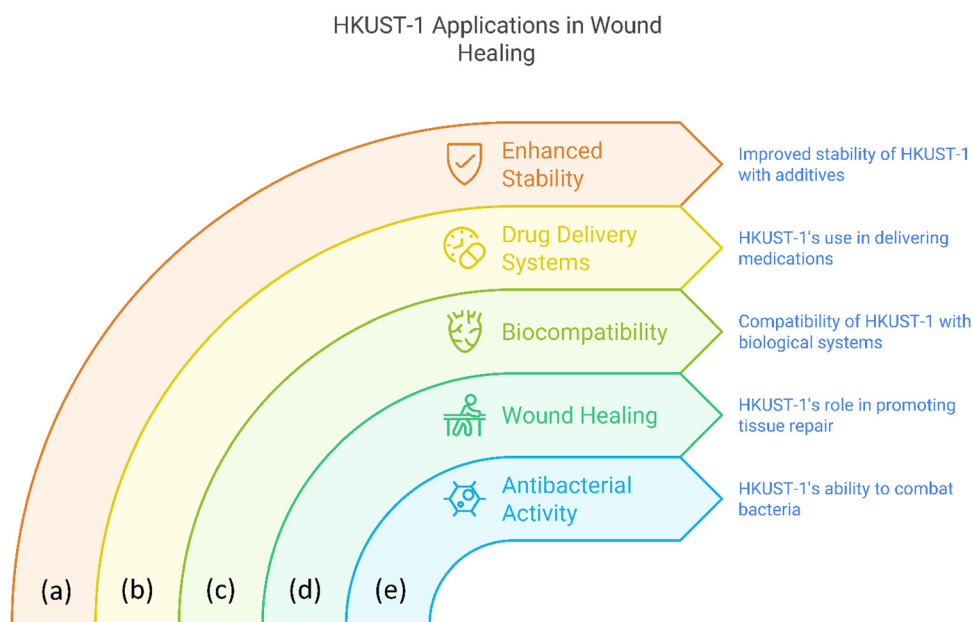 HKUST-1 Applications in Wound
Healing
Enhanced
Stability
Improved stability of HKUST-1
with additives
Drug Delivery
Systems
HKUST-1's use in delivering
medications
Biocompatibility
Compatibility of HKUST-1 with
biological systems
Wound Healing
HKUST-1's role in promoting
tissue repair
Antibacterial
Activity
HKUST-1's ability to combat
bacteria
(a) (b) (c) (d) (e)